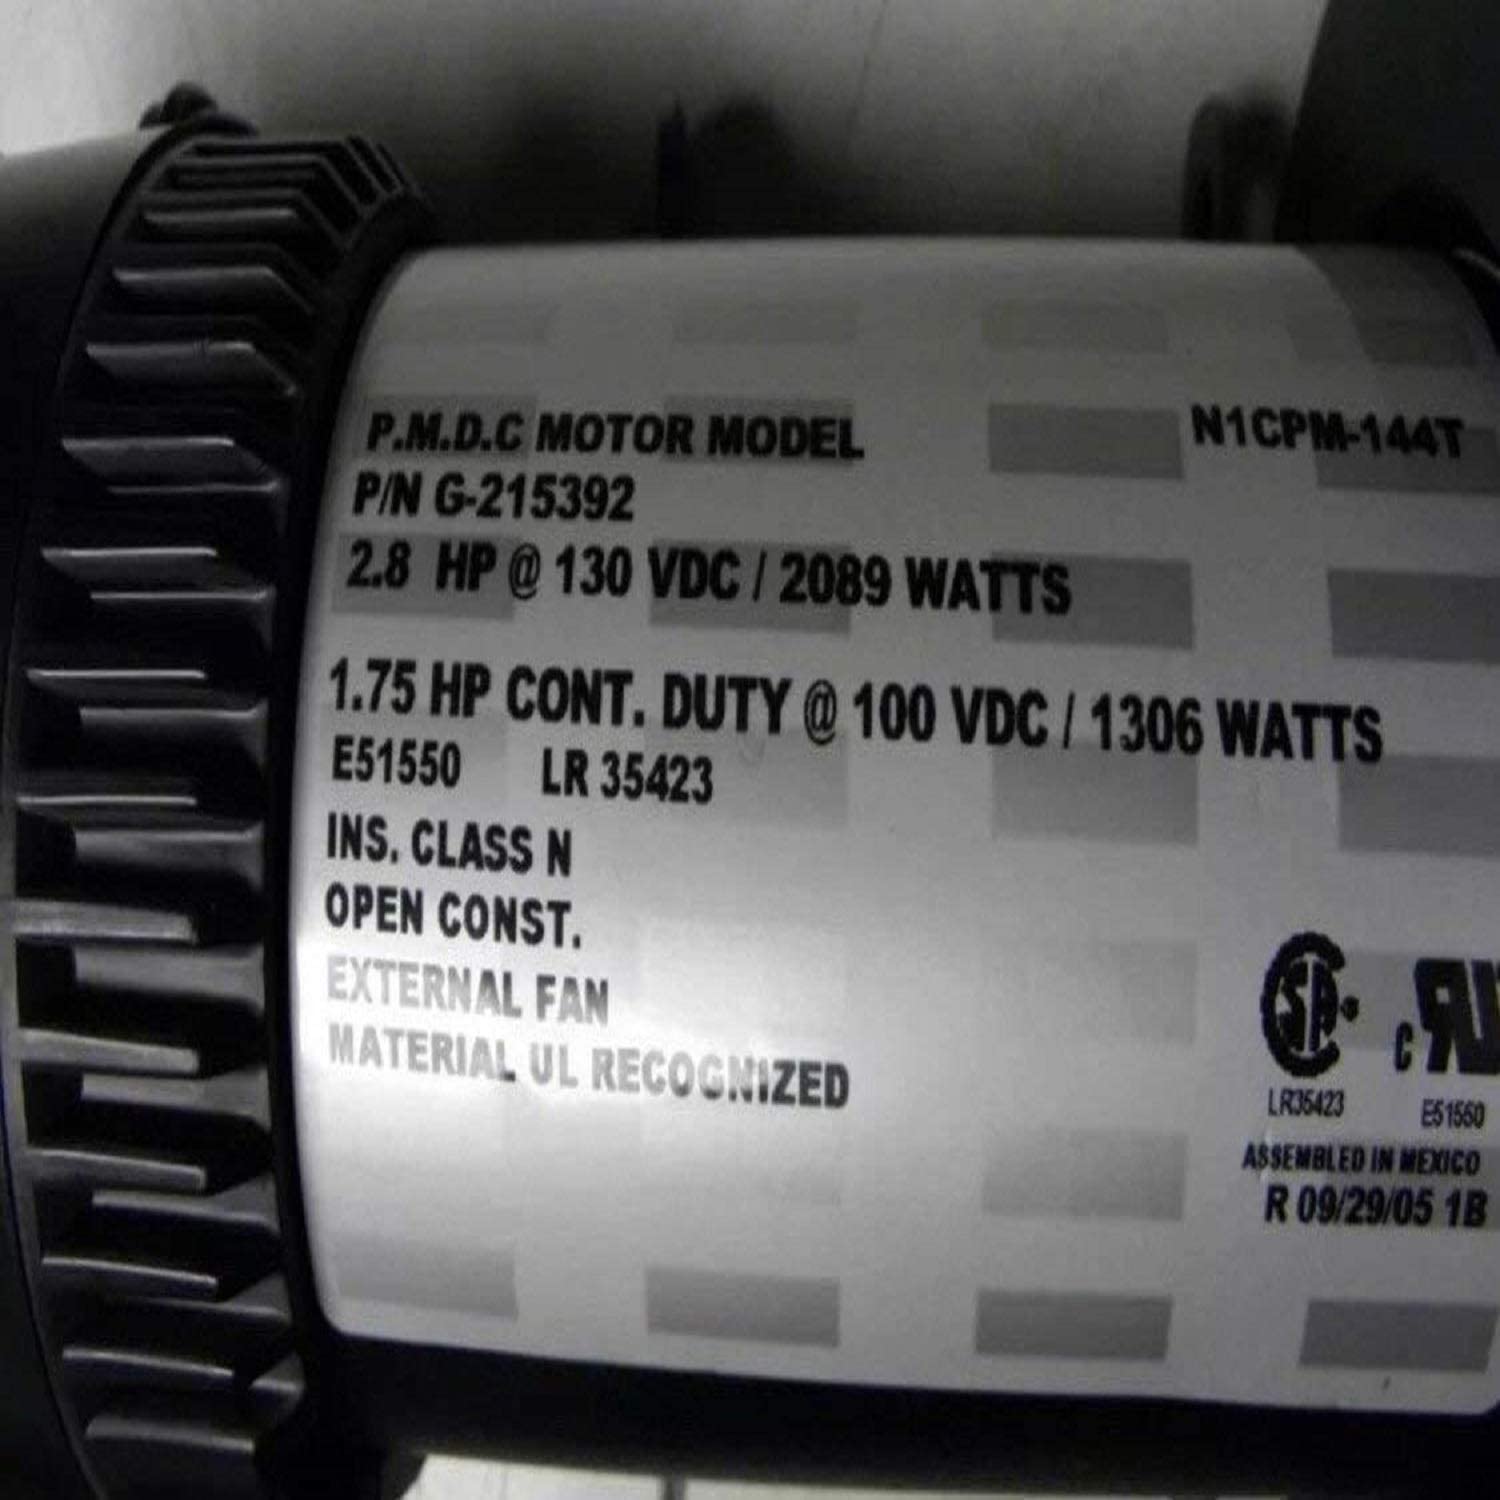 P.M.D.C MOTOR MODEL N1CPM-144T
P/N G-215392
2.8 HP @ 130 VDC / 2089 WATTS
1.75 HP CONT. DUTY @ 100 VDC / 1306 WATTS
E51550 LR 35423
INS. CLASS N
OPEN CONST.
EXTERNAL FAN
MATERIAL UL RECOGNIZED
SA c RU
LR35423 E51550
ASSEMBLED IN MEXICO
R 09/29/05 1B